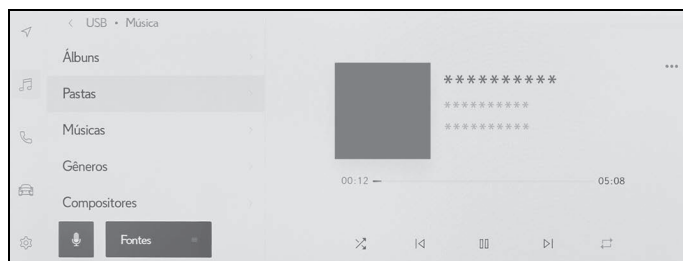 < USB • Música
Álbuns
Pastas
Músicas
Gêneros
Compositores
Fontes
**********
**********
**********
00:12
05:08